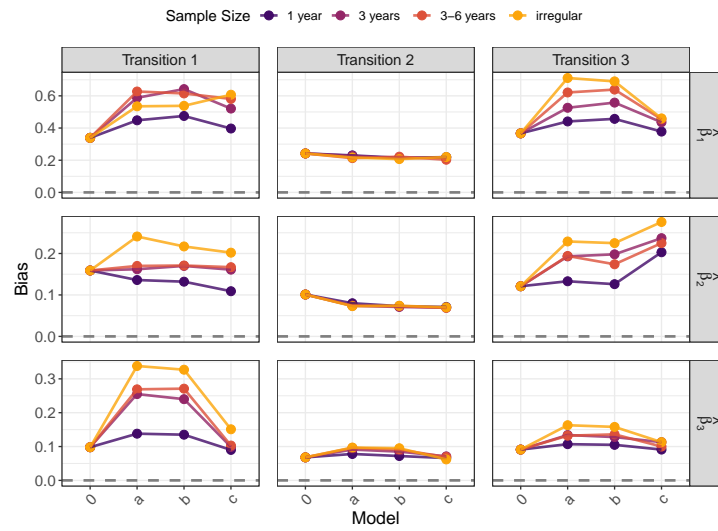 Sample Size 1 year 3 years 3−6 years irregular
Transition 1 Transition 2 Transition 3
0.6
0.4
0.2
0.0
β̂1
0.2
0.1
0.0
β̂2
0.3
0.2
0.1
0.0
β̂3
Bias
0 a b c 0 a b c 0 a b c
Model